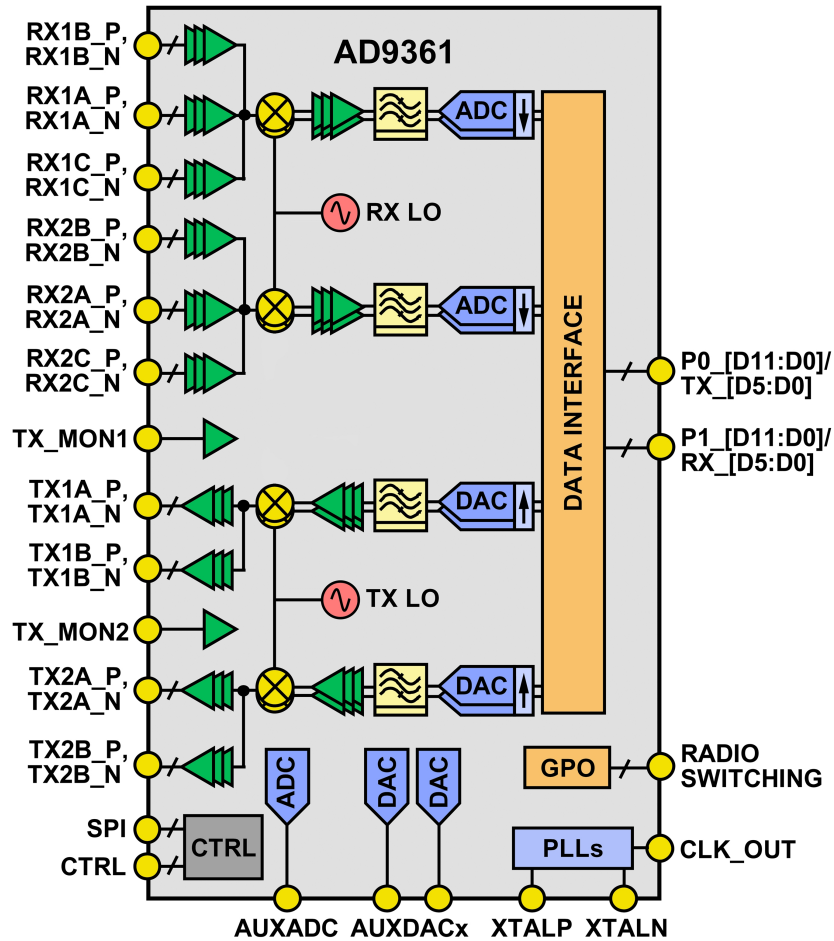 AD9361
RX1B_P,
RX1B_N
RX1A_P,
RX1A_N
ADC
RX1C_P,
RX1C_N
RX LO
RX2B_P,
RX2B_N
RX2A_P,
RX2A_N
ADC
RX2C_P,
RX2C_N
DATA INTERFACE
P0_[D11:D0]/
TX_[D5:D0]
TX_MON1
P1_[D11:D0]/
RX_[D5:D0]
TX1A_P,
TX1A_N
DAC
TX1B_P,
TX1B_N
TX LO
TX_MON2
TX2A_P,
TX2A_N
DAC
TX2B_P,
TX2B_N
ADC
DAC
DAC
GPO
RADIO
SWITCHING
SPI
CTRL
CTRL
PLLs
CLK_OUT
AUXADC
AUXDACx
XTALP
XTALN